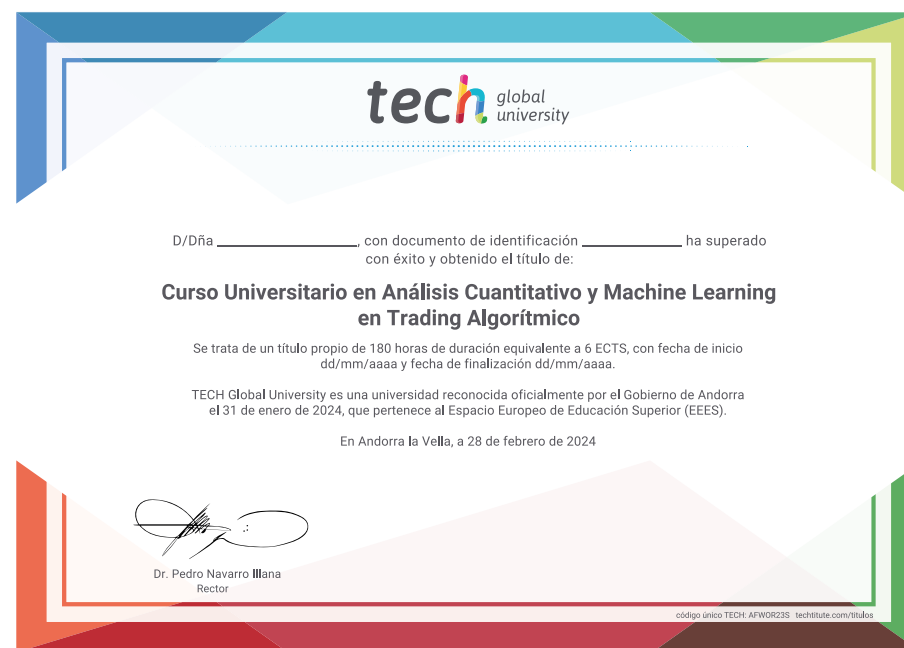 tech global university
D/Dña ____________________, con documento de identificación ______________ ha superado
con éxito y obtenido el título de:
Curso Universitario en Análisis Cuantitativo y Machine Learning
en Trading Algorítmico
Se trata de un título propio de 180 horas de duración equivalente a 6 ECTS, con fecha de inicio
dd/mm/aaaa y fecha de finalización dd/mm/aaaa.
TECH Global University es una universidad reconocida oficialmente por el Gobierno de Andorra
el 31 de enero de 2024, que pertenece al Espacio Europeo de Educación Superior (EEES).
En Andorra la Vella, a 28 de febrero de 2024
Dr. Pedro Navarro Illana
Rector
código único TECH: AFWOR23S techtitute.com/titulos